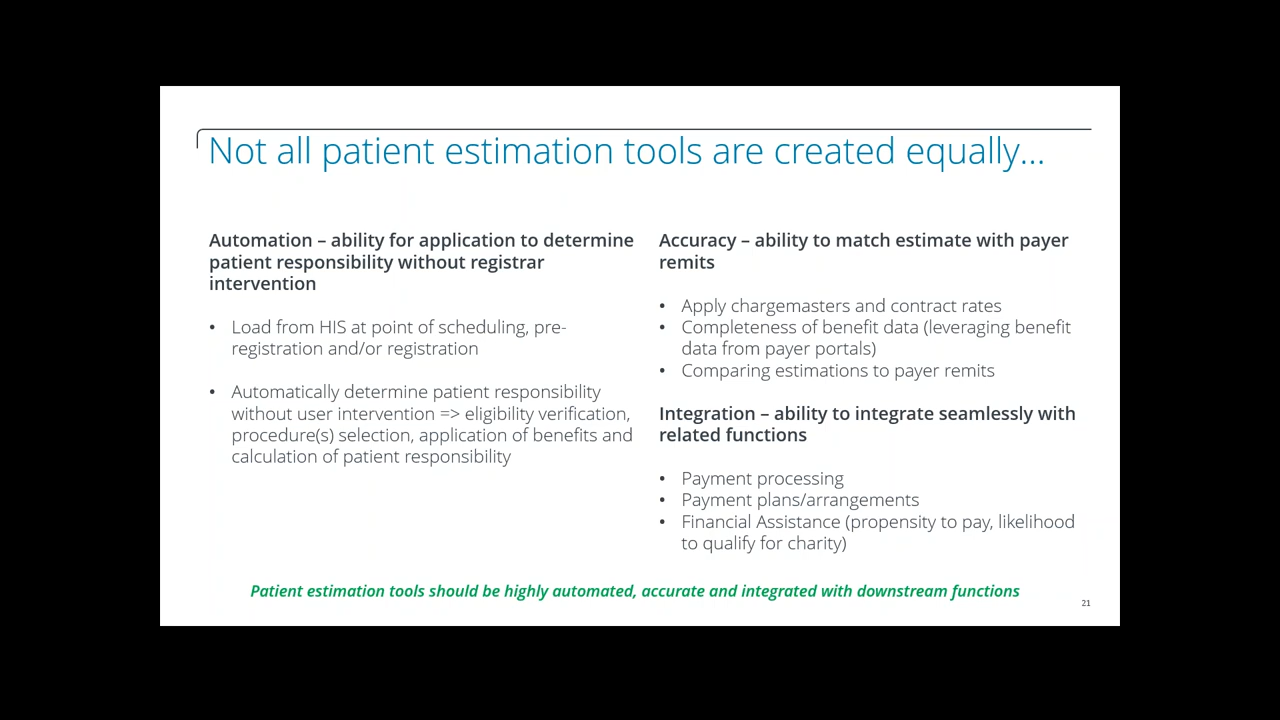 Not all patient estimation tools are created equally...
Automation – ability for application to determine
patient responsibility without registrar
intervention
• Load from HIS at point of scheduling, pre-
registration and/or registration
• Automatically determine patient responsibility
without user intervention => eligibility verification,
procedure(s) selection, application of benefits and
calculation of patient responsibility
Accuracy – ability to match estimate with payer
remits
• Apply chargemasters and contract rates
• Completeness of benefit data (leveraging benefit
data from payer portals)
• Comparing estimations to payer remits
Integration – ability to integrate seamlessly with
related functions
• Payment processing
• Payment plans/arrangements
• Financial Assistance (propensity to pay, likelihood
to qualify for charity)
Patient estimation tools should be highly automated, accurate and integrated with downstream functions
21